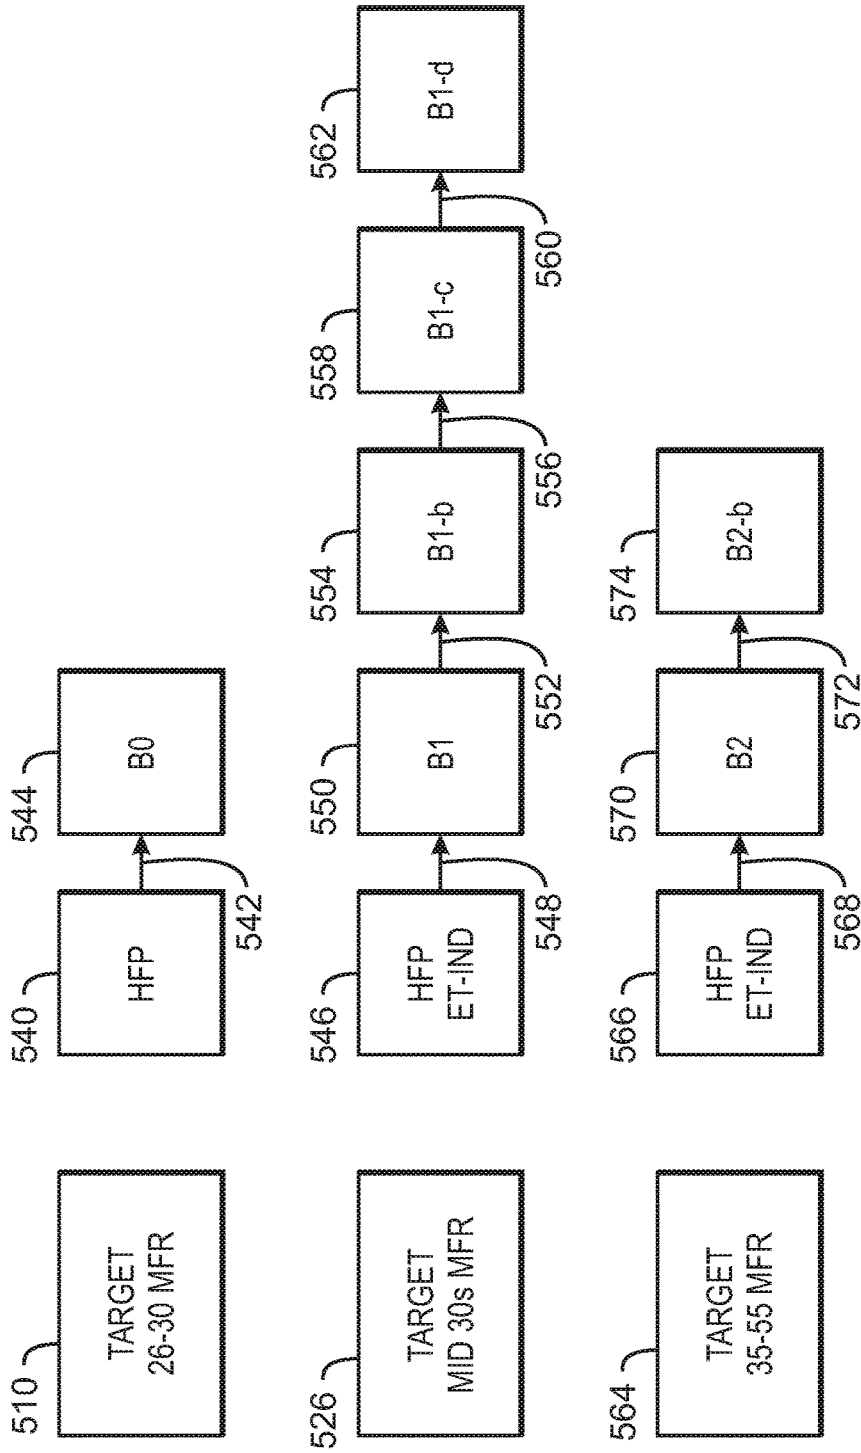 510
TARGET
26-30 MFR
540
HFP
542
544
B0
526
TARGET
MID 30s MFR
546
HFP
ET-IND
548
550
B1
552
554
B1-b
556
558
B1-c
560
562
B1-d
564
TARGET
35-55 MFR
566
HFP
ET-IND
568
570
B2
572
574
B2-b